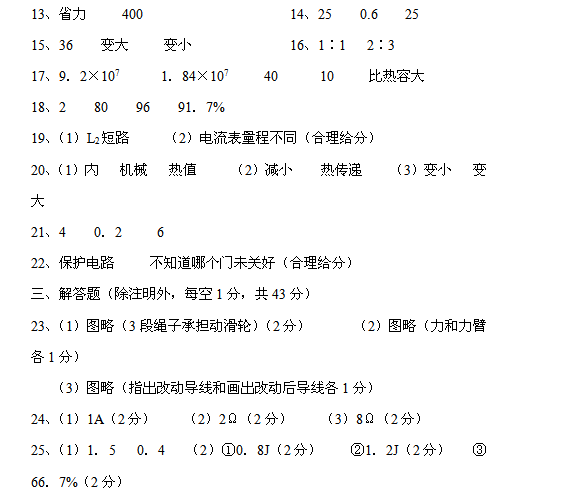 13、省力 400 14、25 0.6 25
15、36 变大 变小 16、1∶1 2∶3
17、9．2×10⁷ 1．84×10⁷ 40 10 比热容大
18、2 80 96 91．7%
19、（1）L₂短路 （2）电流表量程不同（合理给分）
20、（1）内 机械 热值 （2）减小 热传递 （3）变小 变
大
21、4 0．2 6
22、保护电路 不知道哪个门未关好（合理给分）
三、解答题（除注明外，每空1分，共43分）
23、（1）图略（3段绳子承担动滑轮）（2分） （2）图略（力和力臂
各1分）
（3）图略（指出改动导线和画出改动后导线各1分）
24、（1）1A（2分） （2）2Ω（2分） （3）8Ω（2分）
25、（1）1．5 0．4 （2）①0．8J（2分） ②1．2J（2分） ③
66．7%（2分）